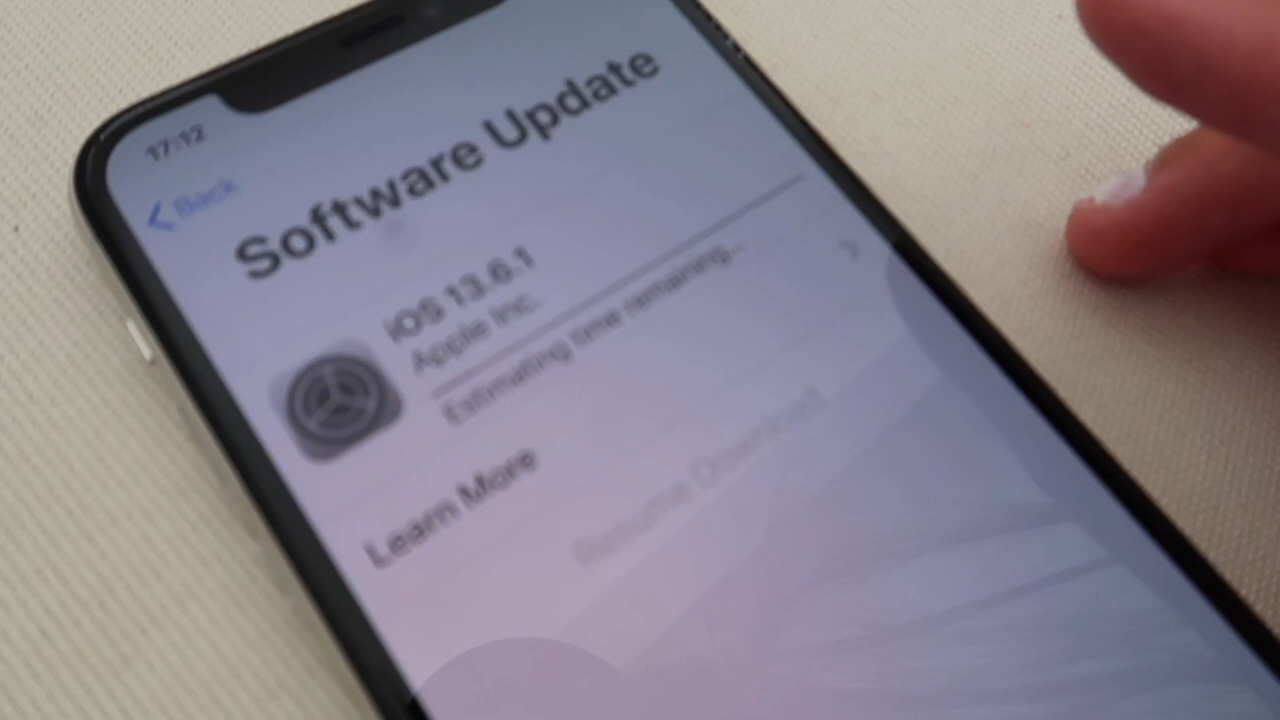 17:12
Back
Software Update
iOS 13.6.1
Apple Inc.
Estimating time remaining...
Learn More
Resume Download